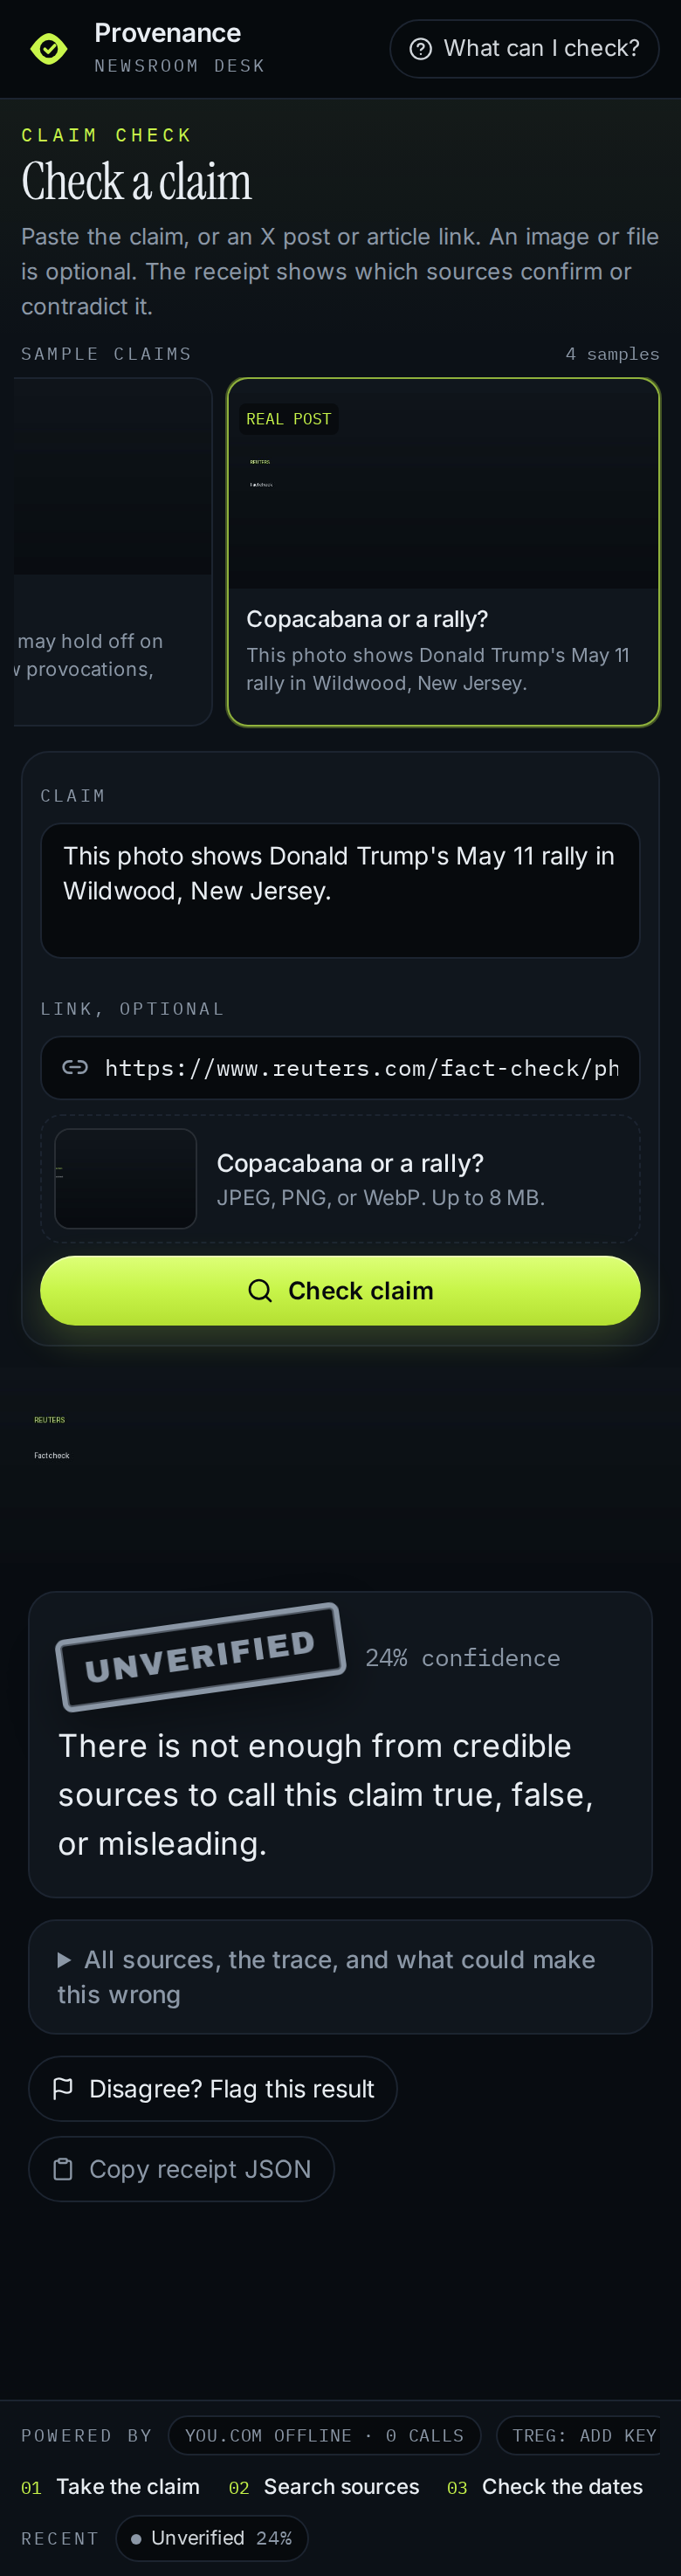 Provenance
NEWSROOM DESK
What can I check?
CLAIM CHECK
Check a claim
Paste the claim, or an X post or article link. An image or file
is optional. The receipt shows which sources confirm or
contradict it.
SAMPLE CLAIMS
4 samples
may hold off on
provocations,
REAL POST
REUTERS
Factcheck
Copacabana or a rally?
This photo shows Donald Trump's May 11
rally in Wildwood, New Jersey.
CLAIM
This photo shows Donald Trump's May 11 rally in
Wildwood, New Jersey.
LINK, OPTIONAL
https://www.reuters.com/fact-check/ph
Copacabana or a rally?
JPEG, PNG, or WebP. Up to 8 MB.
Check claim
REUTERS
Factcheck
UNVERIFIED
24% confidence
There is not enough from credible
sources to call this claim true, false,
or misleading.
All sources, the trace, and what could make
this wrong
Disagree? Flag this result
Copy receipt JSON
POWERED BY
YOU.COM OFFLINE · 0 CALLS
TREG: ADD KEY
01 Take the claim
02 Search sources
03 Check the dates
RECENT
Unverified 24%